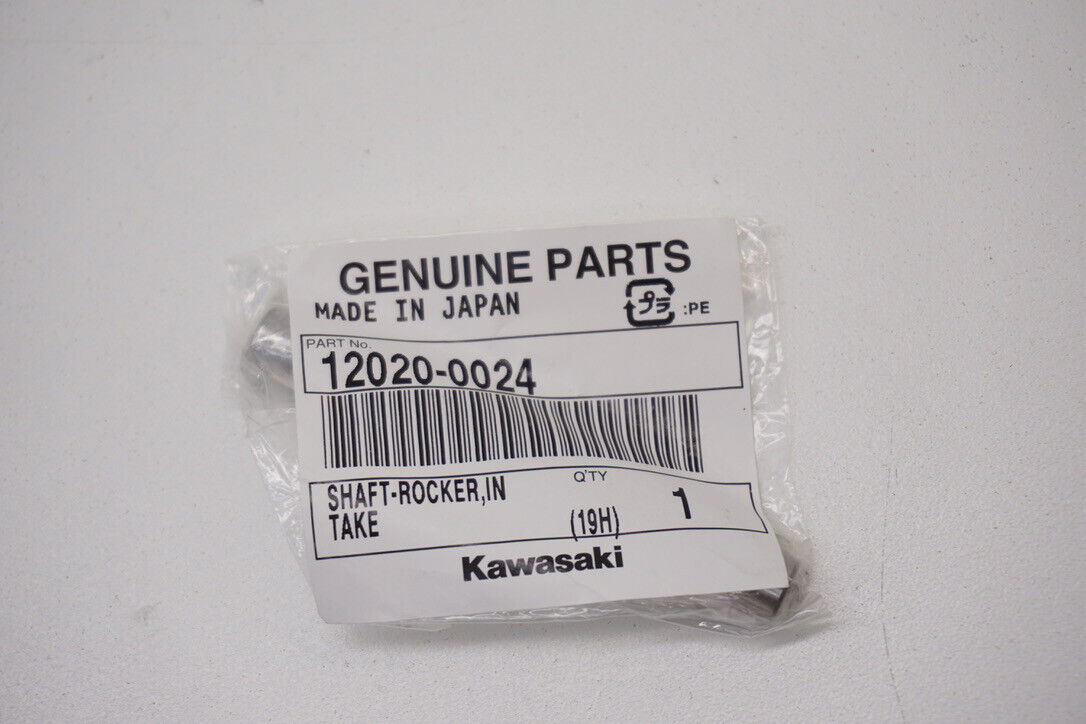 GENUINE PARTS
MADE IN JAPAN
プラ :PE
PART No.
12020-0024
Q'TY
SHAFT-ROCKER,IN
TAKE (19H) 1
Kawasaki